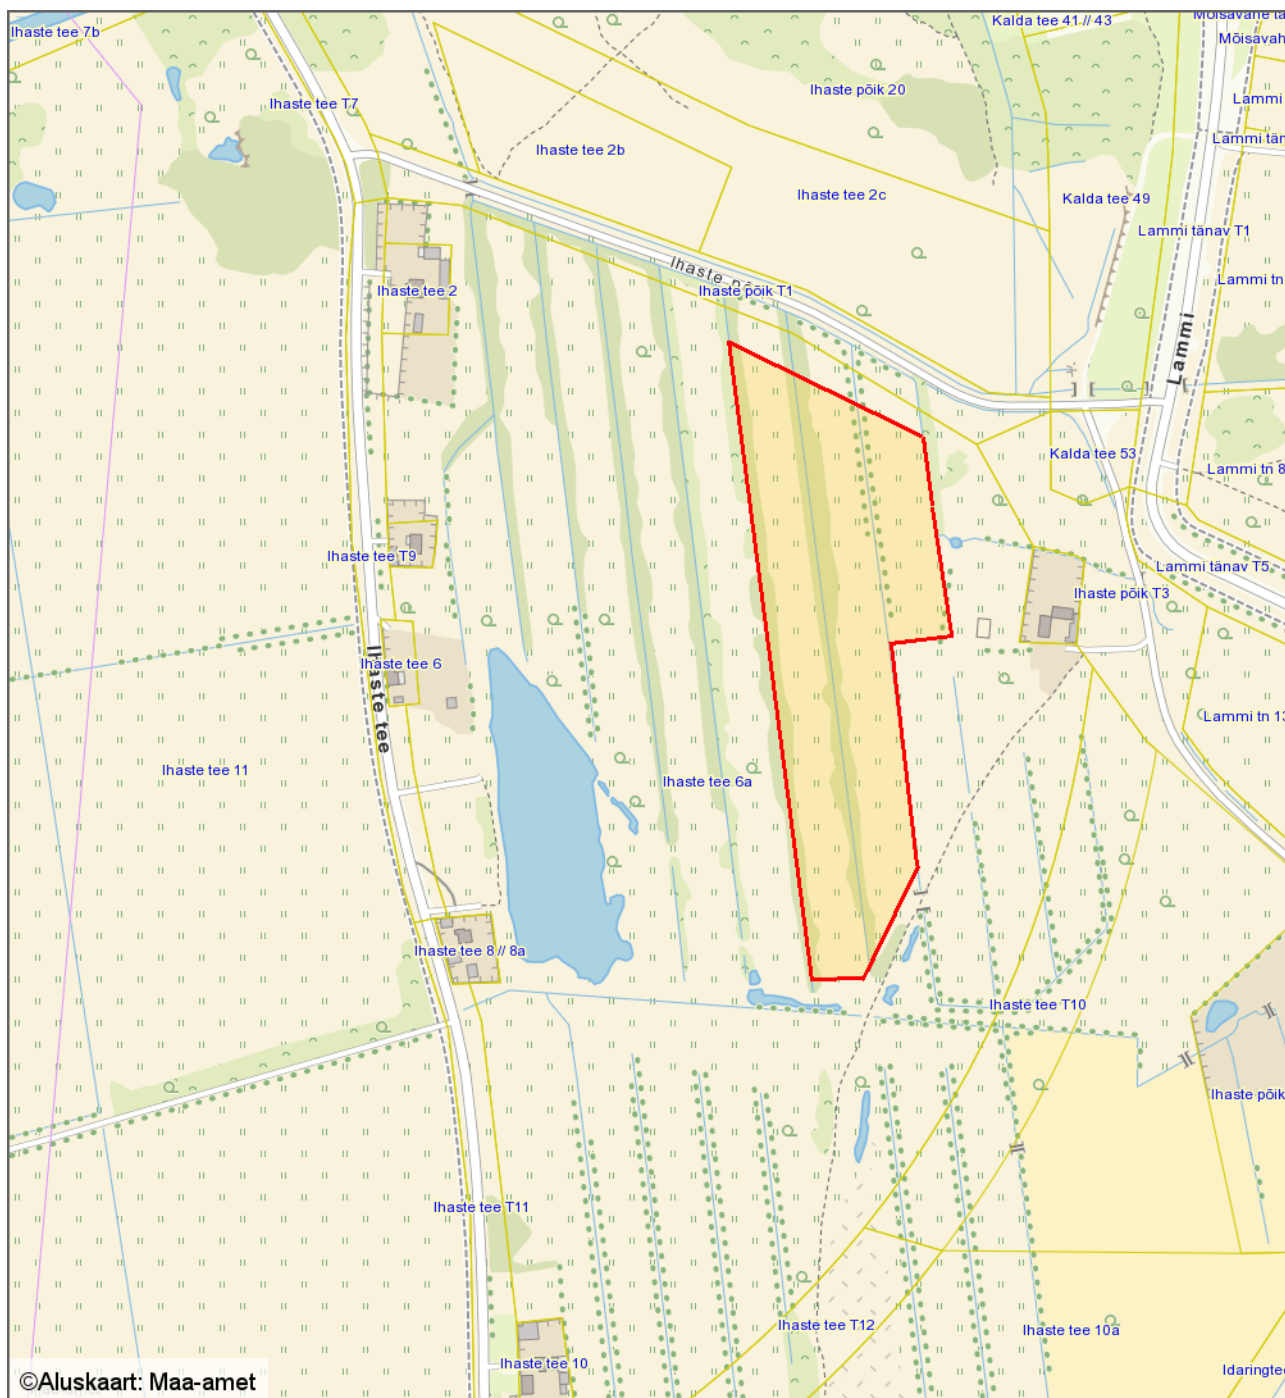 Ihaste tee 7b
Kalda tee 41 // 43
Ihaste tee T7
Ihaste põik 20
Lammi
Ihaste tee 2b
Ihaste tee 2c
Kalda tee 49
Lammi tänav T1
Ihaste
Ihaste tee 2
Ihaste põik T1
Lammi tn
Lammi
Kalda tee 53
Lammi tn 8
Ihaste tee T9
Lammi tänav T5
Ihaste põik T3
Ihaste tee 6
Ihaste tee
Lammi tn 13
Ihaste tee 11
Ihaste tee 6a
Ihaste tee 8 // 8a
Ihaste tee T10
Ihaste põik
Ihaste tee T11
Ihaste tee T12
Ihaste tee 10a
Ihaste tee 10
©Aluskaart: Maa-amet